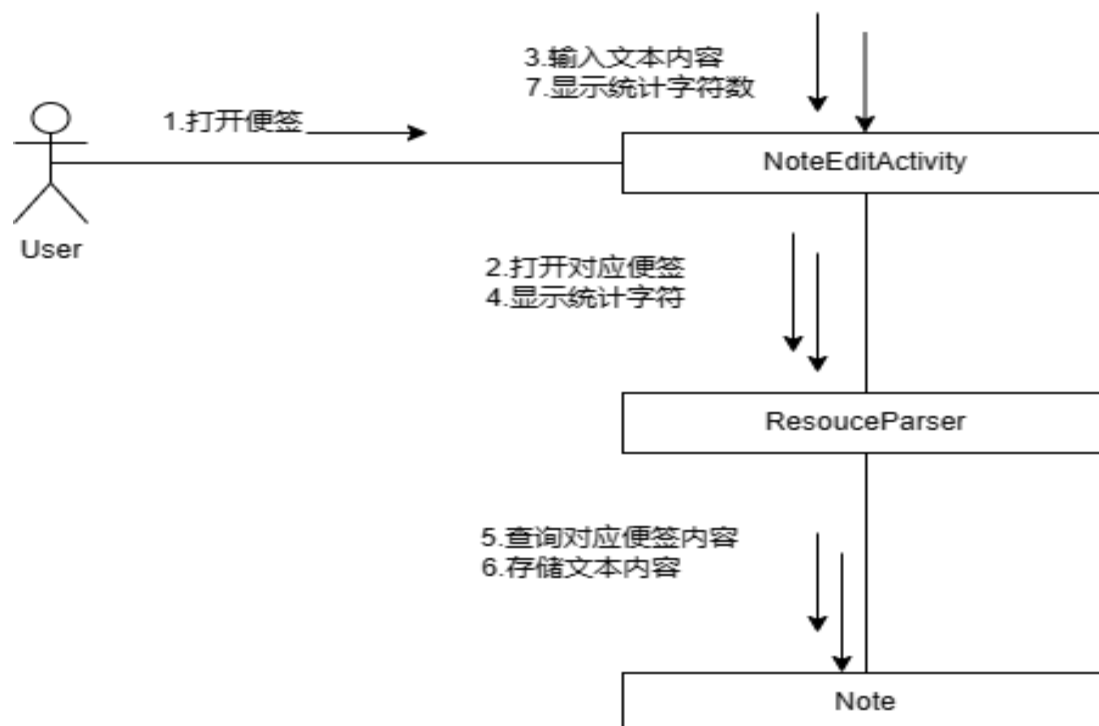 3.输入文本内容
7.显示统计字符数
1.打开便签
NoteEditActivity
User
2.打开对应便签
4.显示统计字符
ResouceParser
5.查询对应便签内容
6.存储文本内容
Note